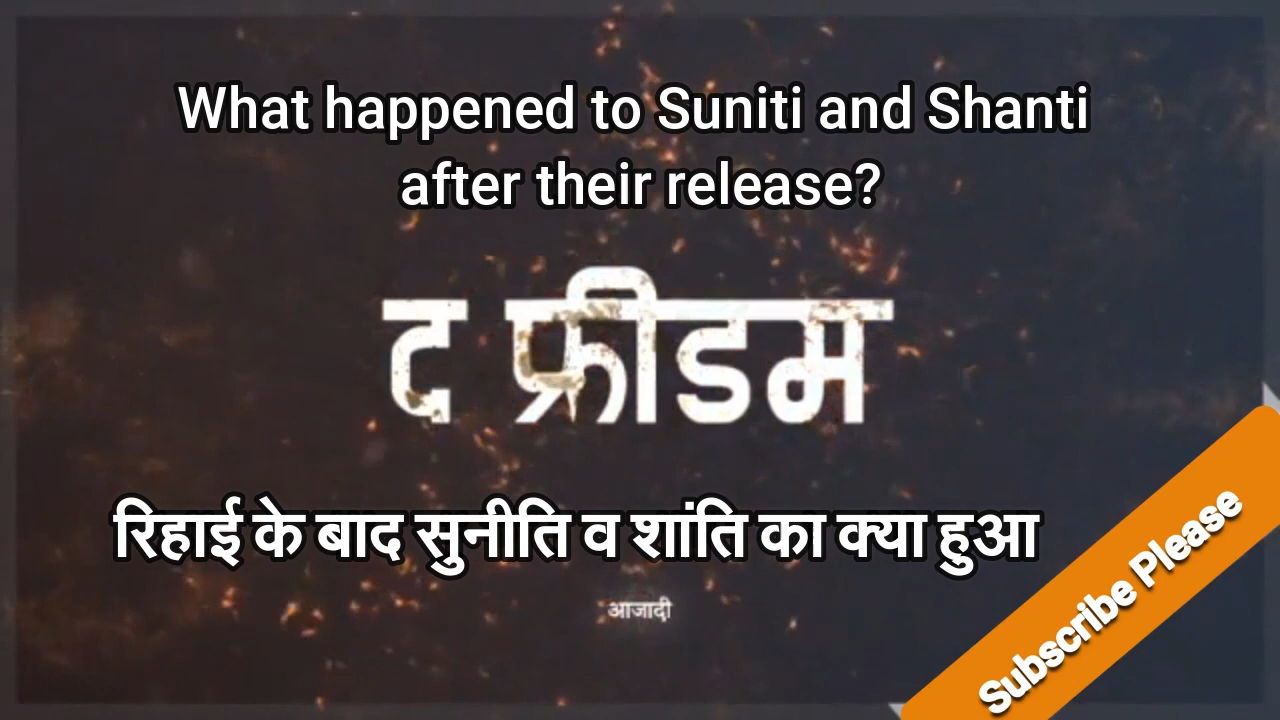 What happened to Suniti and Shanti
after their release?
द फ्रीडम
रिहाई के बाद सुनीति व शांति का क्या हुआ
आजादी
Subscribe Please